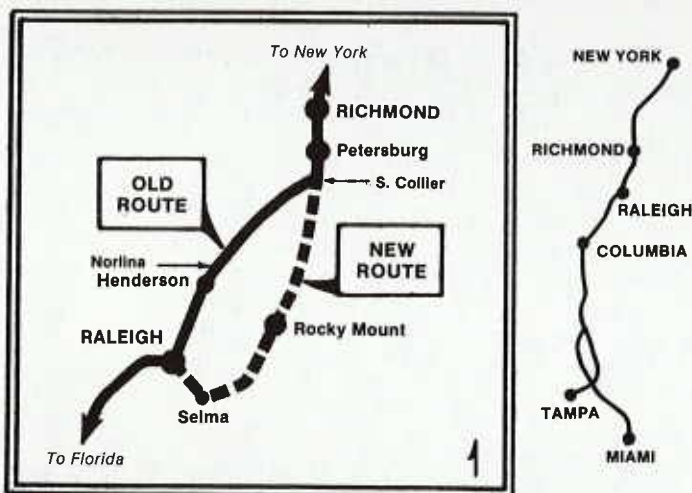 To New York
RICHMOND
Petersburg
S. Collier
OLD
ROUTE
NEW
ROUTE
Norlina
Henderson
RALEIGH
Rocky Mount
Selma
To Florida
NEW YORK
RICHMOND
RALEIGH
COLUMBIA
TAMPA
MIAMI